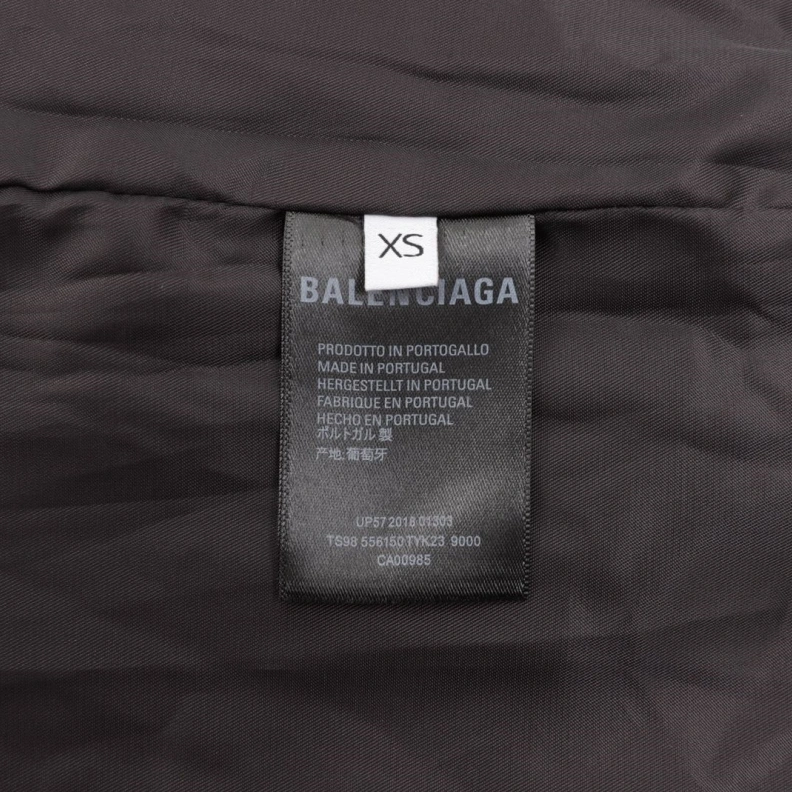 XS
BALENCIAGA
PRODOTTO IN PORTOGALLO
MADE IN PORTUGAL
HERGESTELLT IN PORTUGAL
FABRIQUE EN PORTUGAL
HECHO EN PORTUGAL
ポルトガル 製
产地:葡萄牙
UP57 2018 01303
TS98 556150 TYK23 9000
CA00985